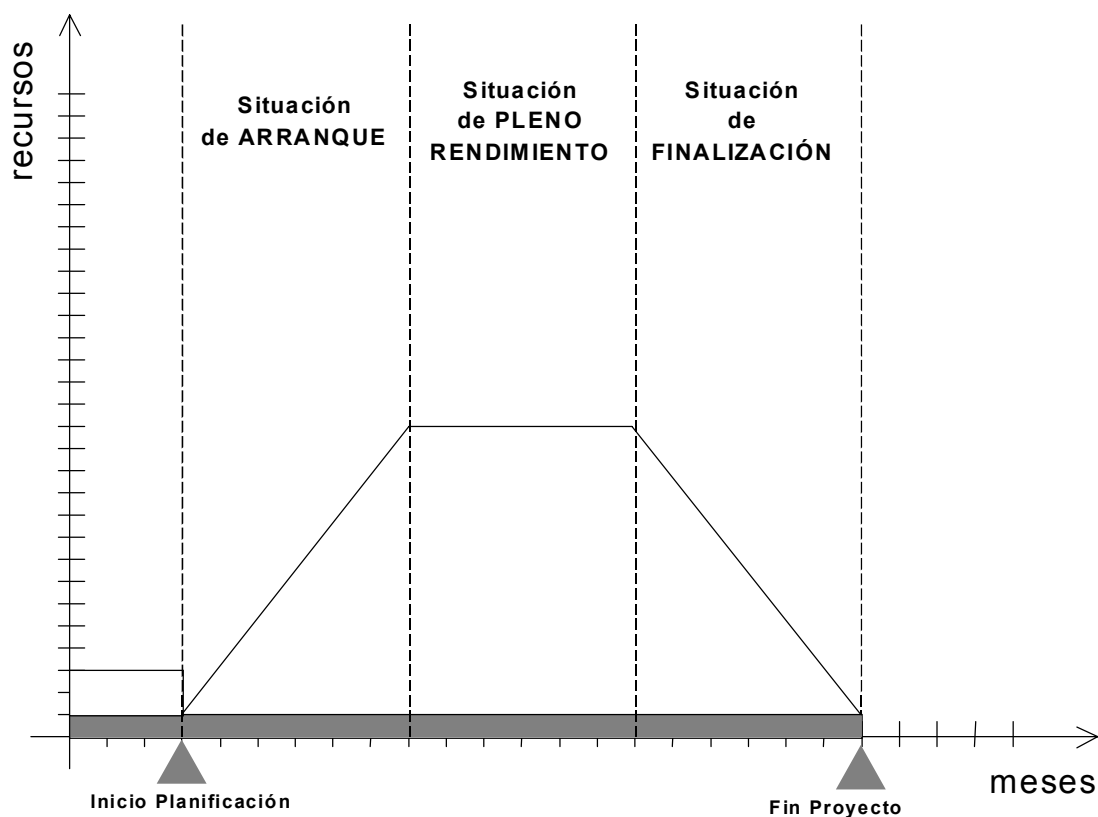 recursos
Situación
de ARRANQUE
Situación
de PLENO
RENDIMIENTO
Situación
de
FINALIZACIÓN
meses
Inicio Planificación
Fin Proyecto